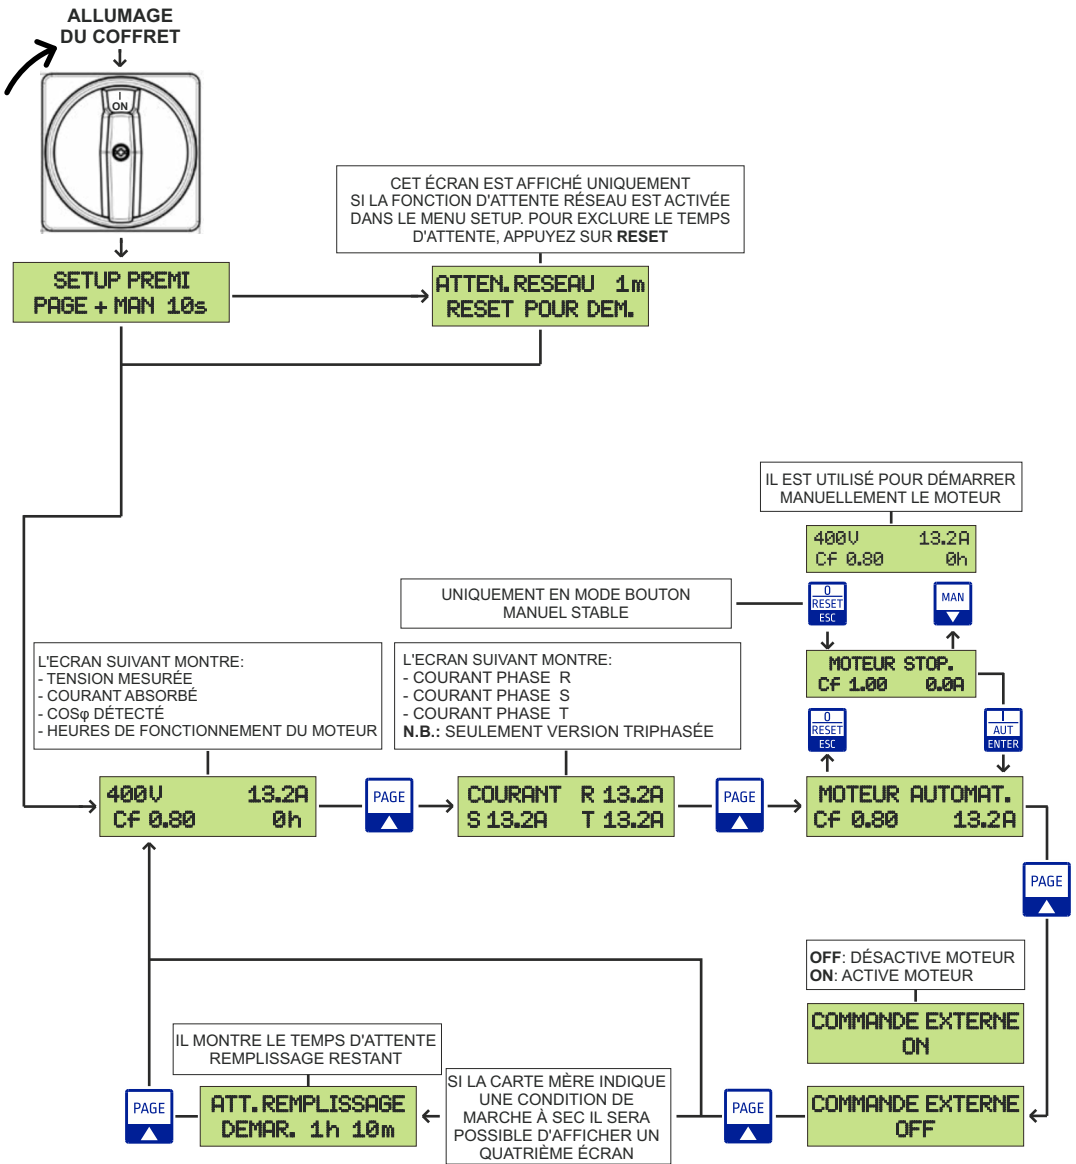 ALLUMAGE
DU COFFRET
I
ON
CET ÉCRAN EST AFFICHÉ UNIQUEMENT
SI LA FONCTION D'ATTENTE RÉSEAU EST ACTIVÉE
DANS LE MENU SETUP. POUR EXCLURE LE TEMPS
D'ATTENTE, APPUYEZ SUR RESET
SETUP PREMI
PAGE + MAN 10s
ATTEN.RESEAU 1m
RESET POUR DEM.
IL EST UTILISÉ POUR DÉMARRER
MANUELLEMENT LE MOTEUR
400V 13.2A
Cf 0.80 0h
UNIQUEMENT EN MODE BOUTON
MANUEL STABLE
0
RESET
ESC
MAN
MOTEUR STOP.
Cf 1.00 0.0A
0
RESET
ESC
I
AUT
ENTER
L'ECRAN SUIVANT MONTRE:
- TENSION MESURÉE
- COURANT ABSORBÉ
- COSφ DÉTECTÉ
- HEURES DE FONCTIONNEMENT DU MOTEUR
L'ECRAN SUIVANT MONTRE:
- COURANT PHASE R
- COURANT PHASE S
- COURANT PHASE T
N.B.: SEULEMENT VERSION TRIPHASÉE
400V 13.2A
Cf 0.80 0h
PAGE
COURANT R 13.2A
S 13.2A T 13.2A
PAGE
MOTEUR AUTOMAT.
Cf 0.80 13.2A
PAGE
OFF: DÉSACTIVE MOTEUR
ON: ACTIVE MOTEUR
COMMANDE EXTERNE
ON
IL MONTRE LE TEMPS D'ATTENTE
REMPLISSAGE RESTANT
PAGE
ATT.REMPLISSAGE
DEMAR. 1h 10m
SI LA CARTE MÈRE INDIQUE
UNE CONDITION DE
MARCHE À SEC IL SERA
POSSIBLE D'AFFICHER UN
QUATRIÈME ÉCRAN
PAGE
COMMANDE EXTERNE
OFF